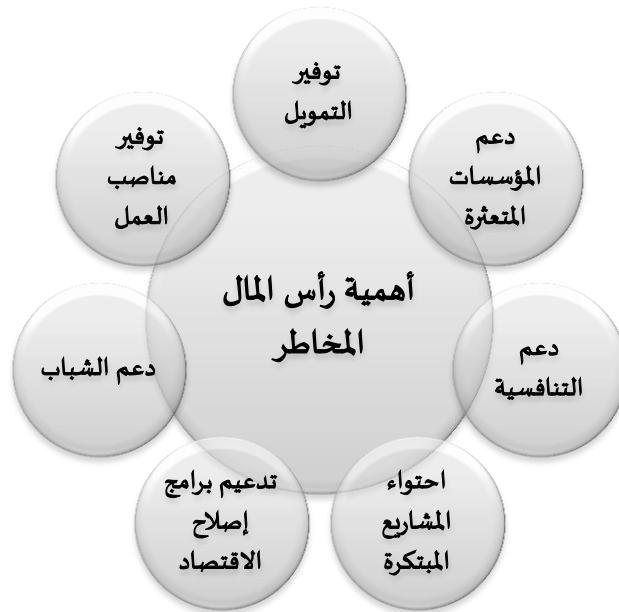 توفير
التمويل
دعم
المؤسسات
المتعثرة
دعم
التنافسية
احتواء
المشاريع
المبتكرة
تدعيم برامج
إصلاح
الاقتصاد
دعم الشباب
توفير
مناصب
العمل
أهمية رأس المال
المخاطر